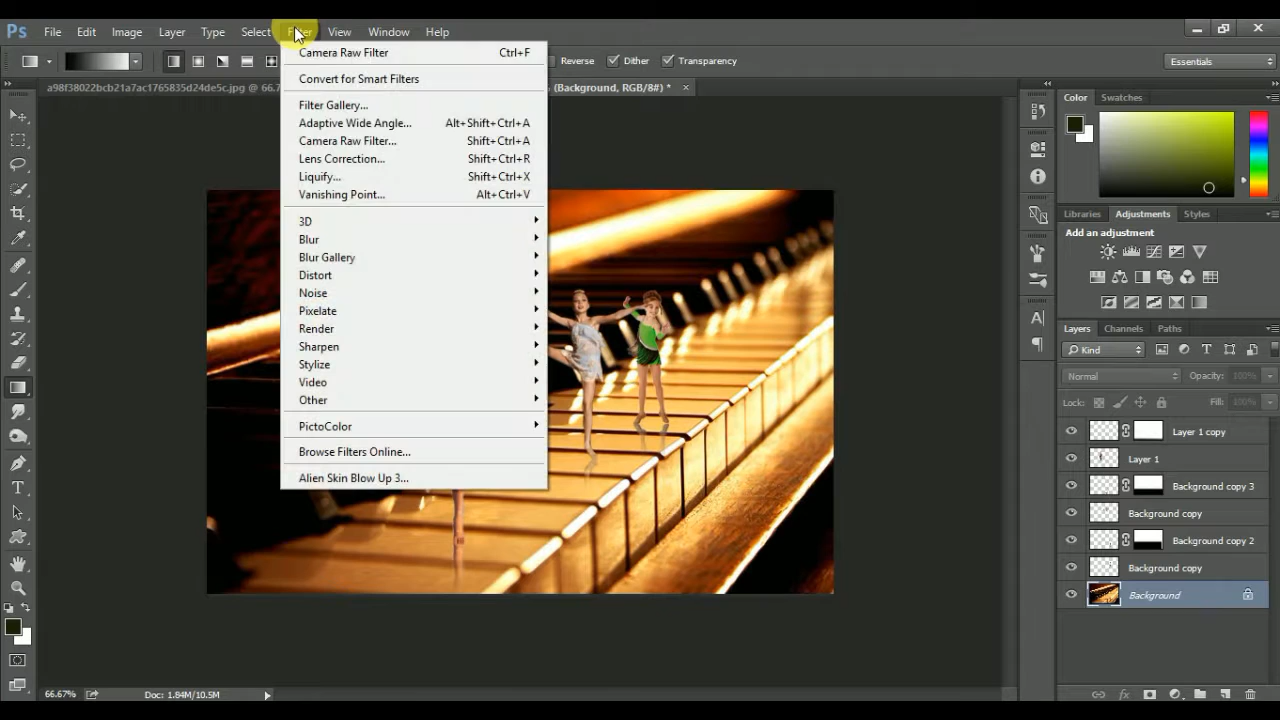 Ps File Edit Image Layer Type Select Filter View Window Help
Reverse Dither Transparency Essentials
a98f38022bcb21a7ac1765835d24de5c.jpg @ 66.7 (Background, RGB/8#) *
Camera Raw Filter Ctrl+F
Convert for Smart Filters
Filter Gallery...
Adaptive Wide Angle... Alt+Shift+Ctrl+A
Camera Raw Filter... Shift+Ctrl+A
Lens Correction... Shift+Ctrl+R
Liquify... Shift+Ctrl+X
Vanishing Point... Alt+Ctrl+V
3D
Blur
Blur Gallery
Distort
Noise
Pixelate
Render
Sharpen
Stylize
Video
Other
PictoColor
Browse Filters Online...
Alien Skin Blow Up 3...
Color Swatches
Libraries Adjustments Styles
Add an adjustment
Layers Channels Paths
Kind
Normal Opacity: 100%
Lock: Fill: 100%
Layer 1 copy
Layer 1
Background copy 3
Background copy
Background copy 2
Background copy
Background
66.67% Doc: 1.84M/10.5M